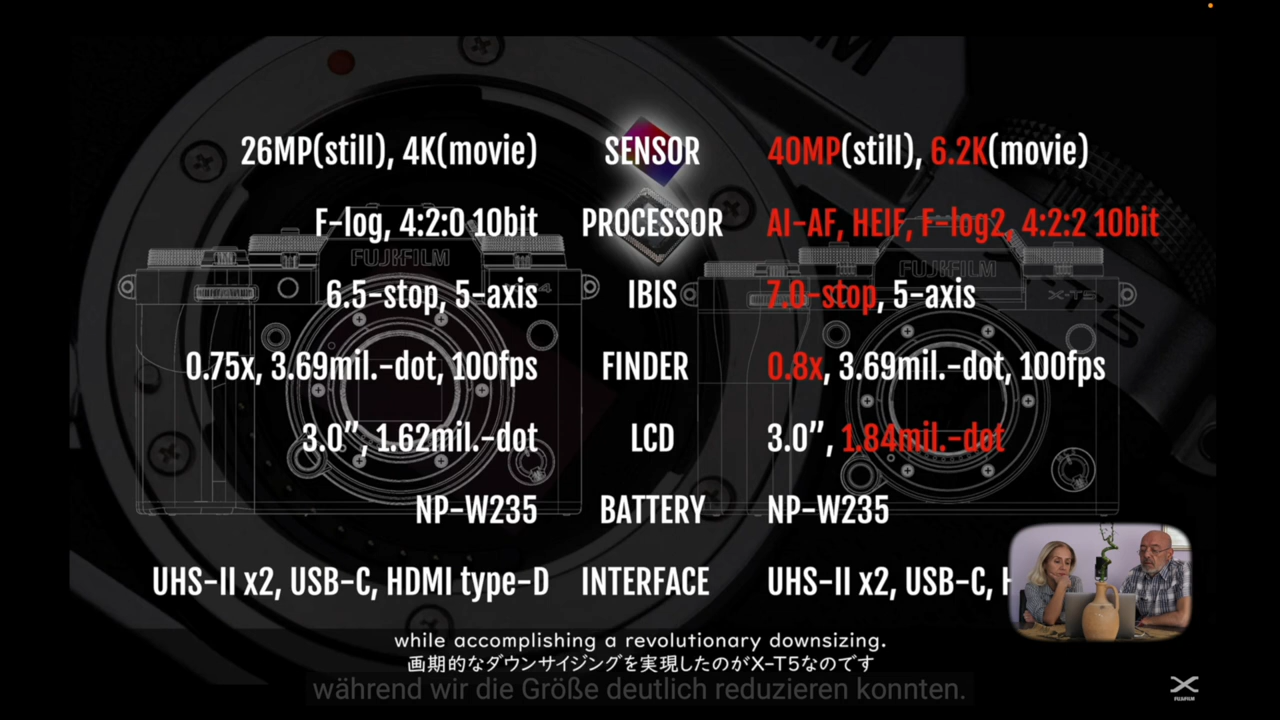 26MP(still), 4K(movie) SENSOR 40MP(still), 6.2K(movie)
F-log, 4:2:0 10bit PROCESSOR AI-AF, HEIF, F-log2, 4:2:2 10bit
FUJIFILM FUJIFILM
6.5-stop, 5-axis IBIS 7.0-stop, 5-axis
X-T5
0.75x, 3.69mil.-dot, 100fps FINDER 0.8x, 3.69mil.-dot, 100fps
3.0”, 1.62mil.-dot LCD 3.0”, 1.84mil.-dot
NP-W235 BATTERY NP-W235
UHS-II x2, USB-C, HDMI type-D INTERFACE UHS-II x2, USB-C,
while accomplishing a revolutionary downsizing.
画期的なダウンサイジングを実現したのがX-T5なのです
während wir die Größe deutlich reduzieren konnten.
FUJIFILM